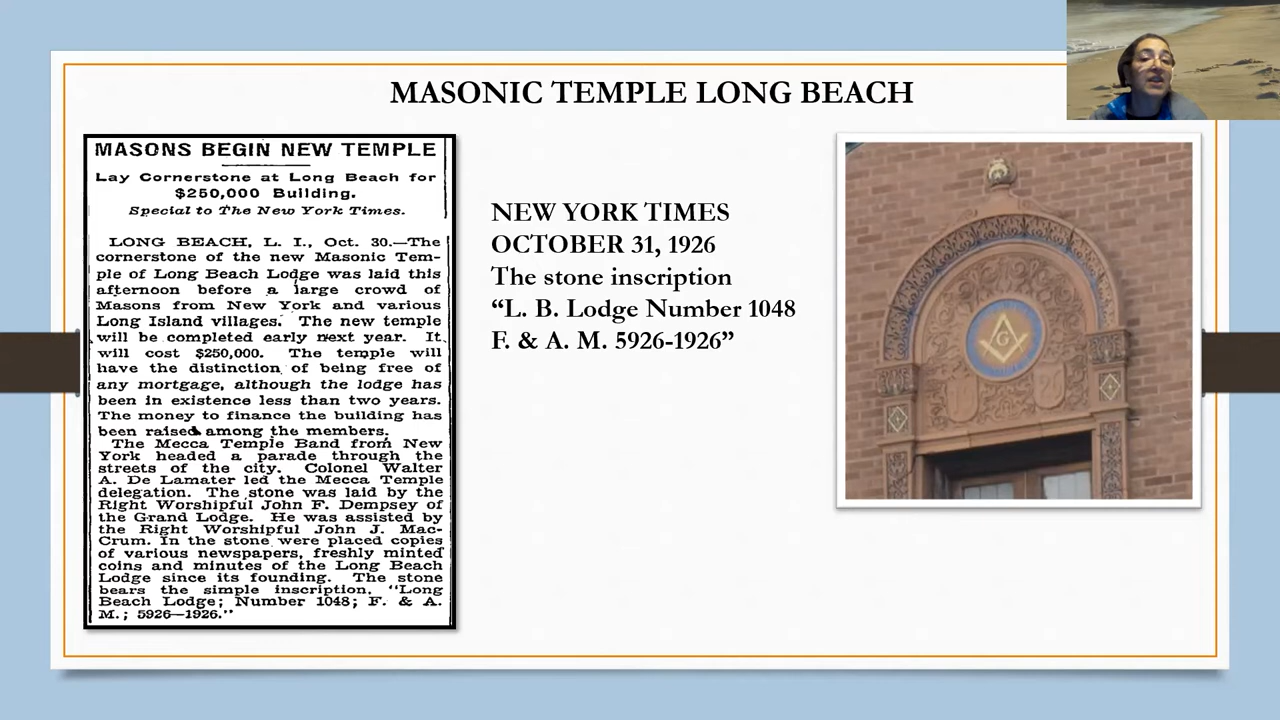 MASONIC TEMPLE LONG BEACH
MASONS BEGIN NEW TEMPLE
Lay Cornerstone at Long Beach for
$250,000 Building.
Special to The New York Times.
LONG BEACH, L. I., Oct. 30.—The
cornerstone of the new Masonic Tem-
ple of Long Beach Lodge was laid this
afternoon before a large crowd of
Masons from New York and various
Long Island villages. The new temple
will be completed early next year. It
will cost $250,000. The temple will
have the distinction of being free of
any mortgage, although the lodge has
been in existence less than two years.
The money to finance the building has
been raised among the members.
The Mecca Temple Band from New
York headed a parade through the
streets of the city. Colonel Walter
A. De Lamater led the Mecca Temple
delegation. The stone was laid by the
Right Worshipful John F. Dempsey of
the Grand Lodge. He was assisted by
the Right Worshipful John J. Mac-
Crum. In the stone were placed copies
of various newspapers, freshly minted
coins and minutes of the Long Beach
Lodge since its founding. The stone
bears the simple inscription, "Long
Beach Lodge; Number 1048; F. & A.
M.; 5926—1926."
NEW YORK TIMES
OCTOBER 31, 1926
The stone inscription
“L. B. Lodge Number 1048
F. & A. M. 5926-1926”
G